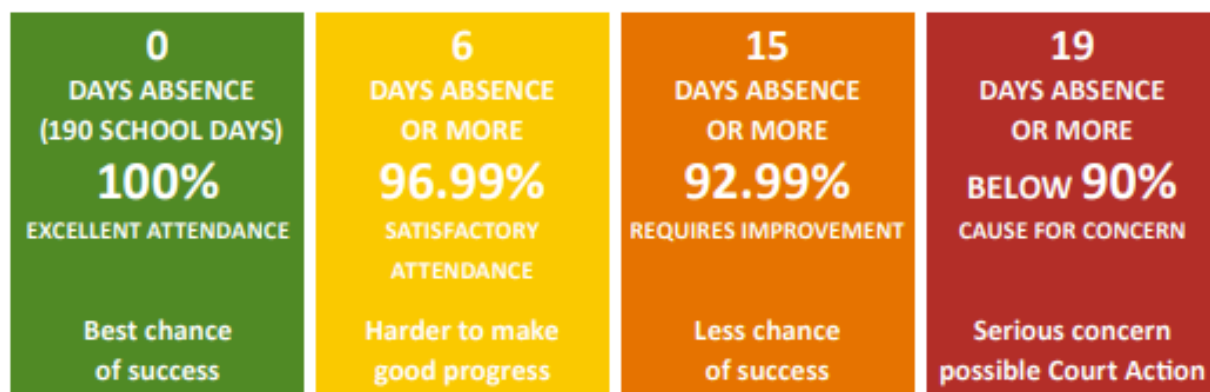 0
DAYS ABSENCE
(190 SCHOOL DAYS)
100%
EXCELLENT ATTENDANCE
Best chance
of success
6
DAYS ABSENCE
OR MORE
96.99%
SATISFACTORY
ATTENDANCE
Harder to make
good progress
15
DAYS ABSENCE
OR MORE
92.99%
REQUIRES IMPROVEMENT
Less chance
of success
19
DAYS ABSENCE
OR MORE
BELOW 90%
CAUSE FOR CONCERN
Serious concern
possible Court Action